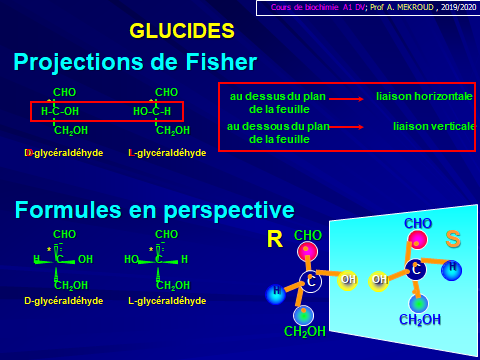 Cours de biochimie A1 DV; Prof A. MEKROUD , 2019/2020
GLUCIDES
Projections de Fisher
CHO CHO
* *
H–C–OH HO–C–H
CH2OH CH2OH
D-glycéraldéhyde L-glycéraldéhyde
au dessus du plan de la feuille liaison horizontale
au dessous du plan de la feuille liaison verticale
Formules en perspective
CHO CHO
* *
H C OH HO C H
CH2OH CH2OH
D-glycéraldéhyde L-glycéraldéhyde
R S
CHO CHO
H C OH OH C H
CH2OH CH2OH